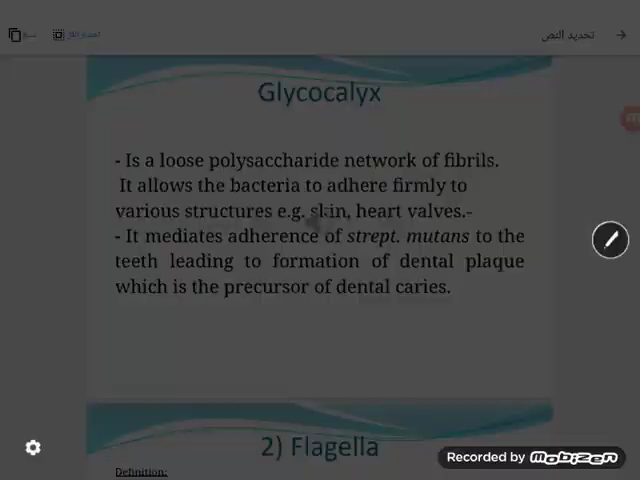 تحديد النص
Glycocalyx
- Is a loose polysaccharide network of fibrils.
It allows the bacteria to adhere firmly to
various structures e.g. skin, heart valves.-
- It mediates adherence of strept. mutans to the
teeth leading to formation of dental plaque
which is the precursor of dental caries.
2) Flagella
Definition:
Recorded by Mobizen